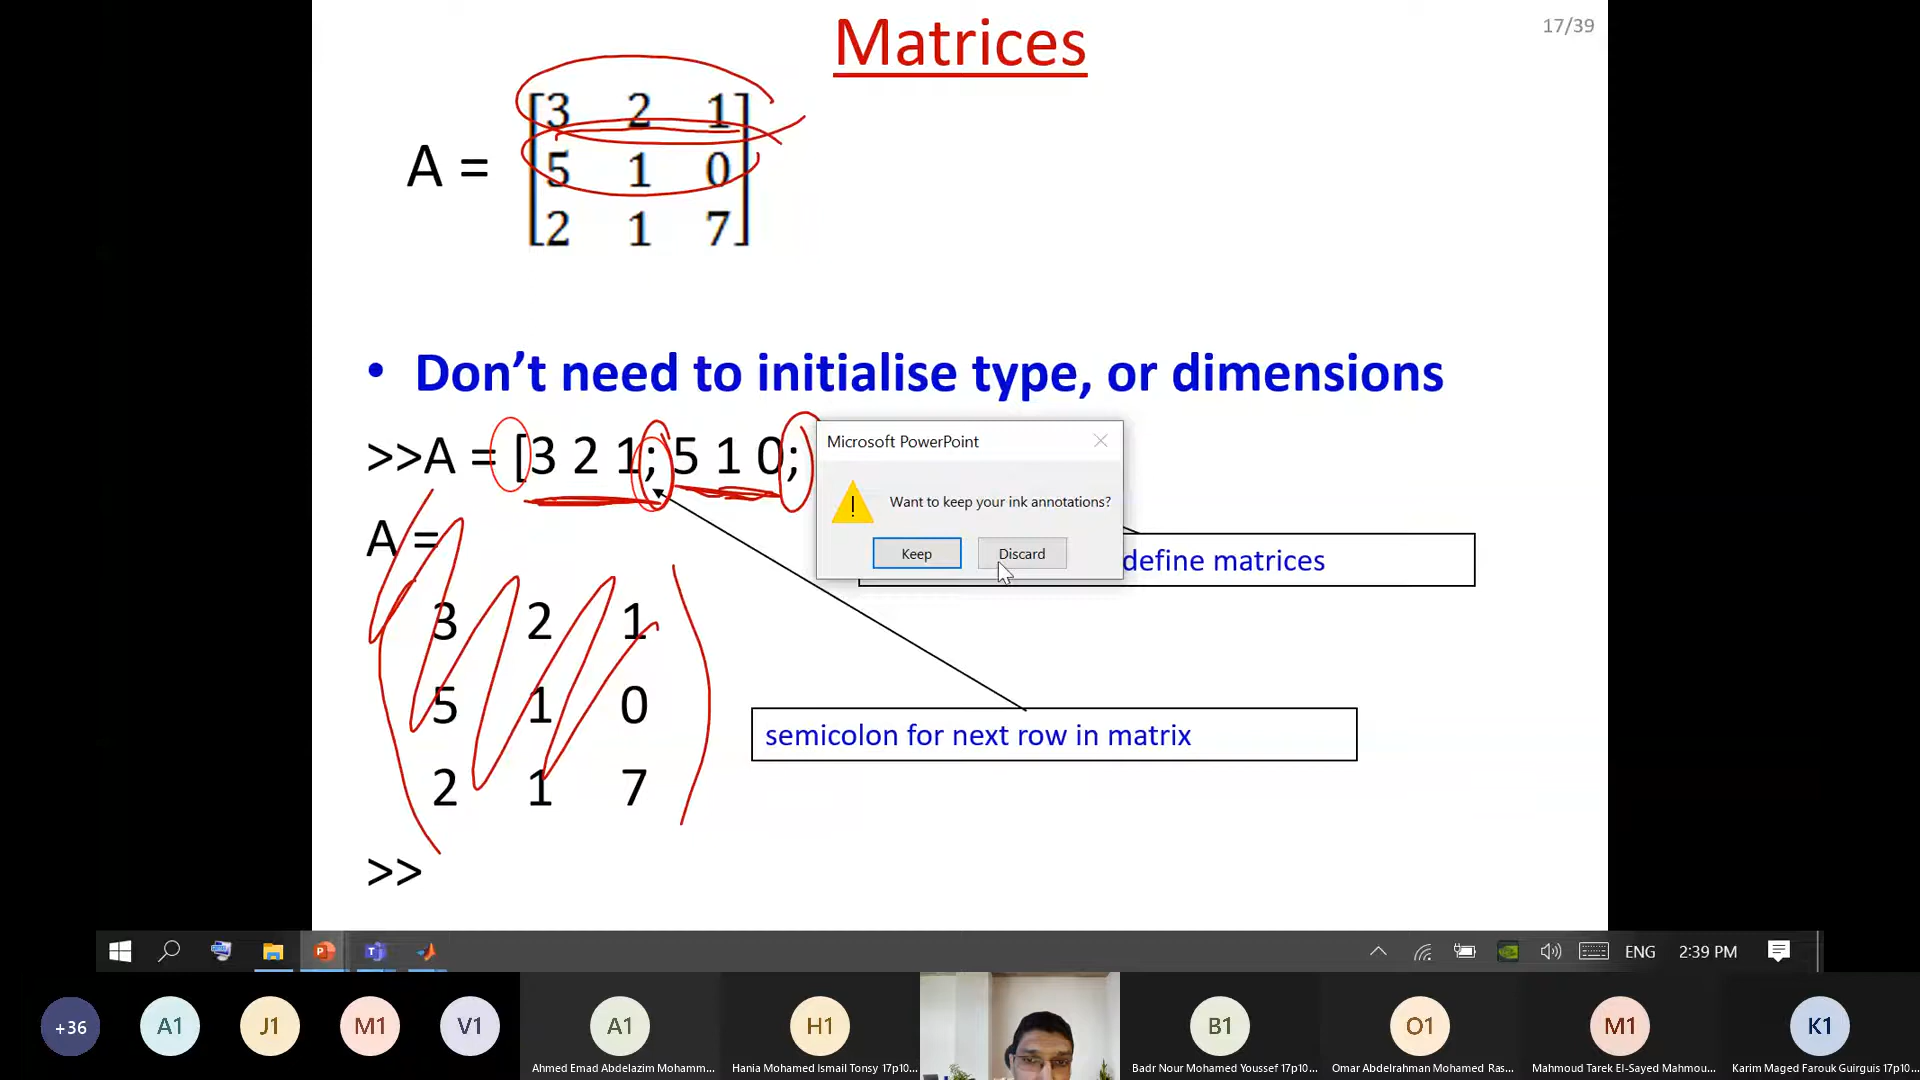 Matrices
17/39
A =
3 2 1
5 1 0
2 1 7
• Don’t need to initialise type, or dimensions
>>A = [3 2 1; 5 1 0;
Microsoft PowerPoint
Want to keep your ink annotations?
Keep
Discard
define matrices
A =
3 2 1
5 1 0
2 1 7
semicolon for next row in matrix
>>
ENG
2:39 PM
+36
A1
J1
M1
V1
A1
H1
B1
O1
M1
K1
Ahmed Emad Abdelazim Mohamm...
Hania Mohamed Ismail Tonsy 17p10...
Badr Nour Mohamed Youssef 17p10...
Omar Abdelrahman Mohamed Ras...
Mahmoud Tarek El-Sayed Mahmou...
Karim Maged Farouk Guirguis 17p10...